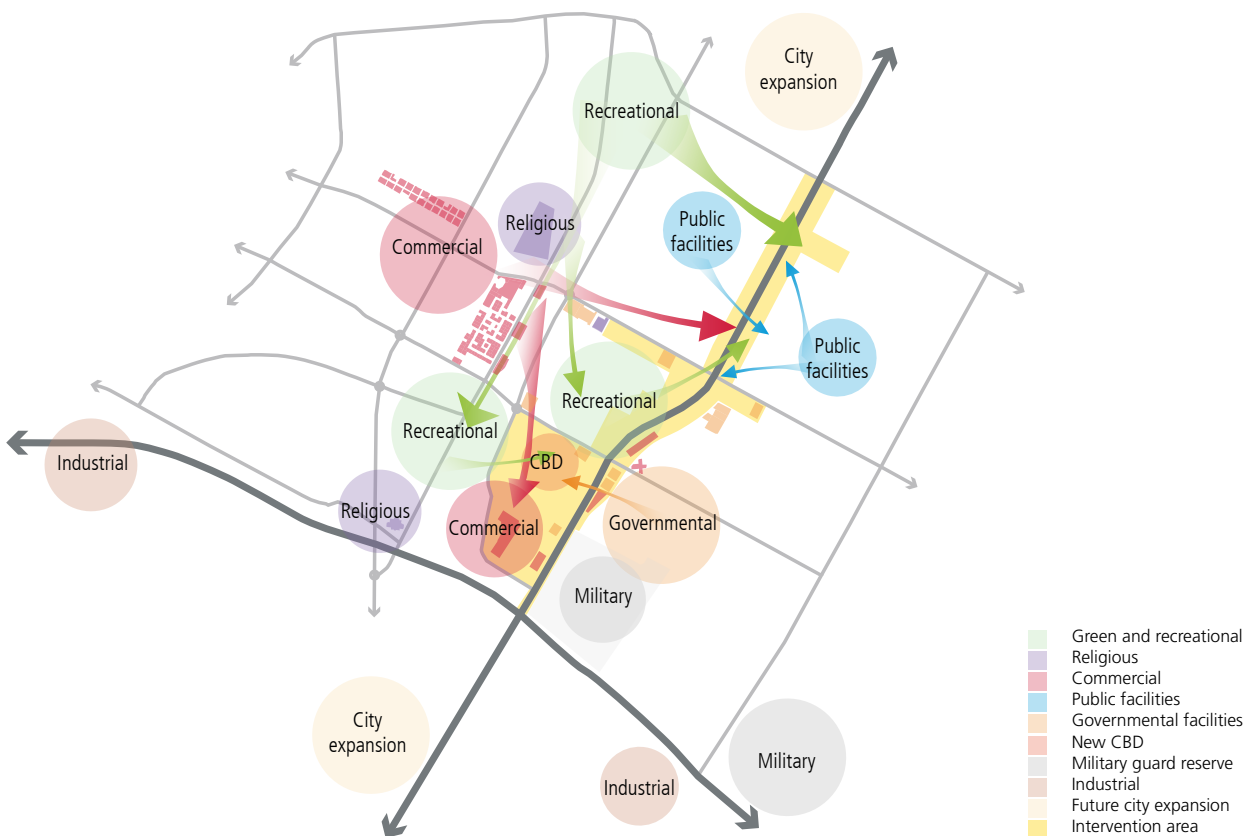 City
expansion
Recreational
Religious
Public
facilities
Commercial
Public
facilities
Recreational
Recreational
CBD
Industrial
Religious
Commercial
Governmental
Military
City
expansion
Military
Industrial
Green and recreational
Religious
Commercial
Public facilities
Governmental facilities
New CBD
Military guard reserve
Industrial
Future city expansion
Intervention area